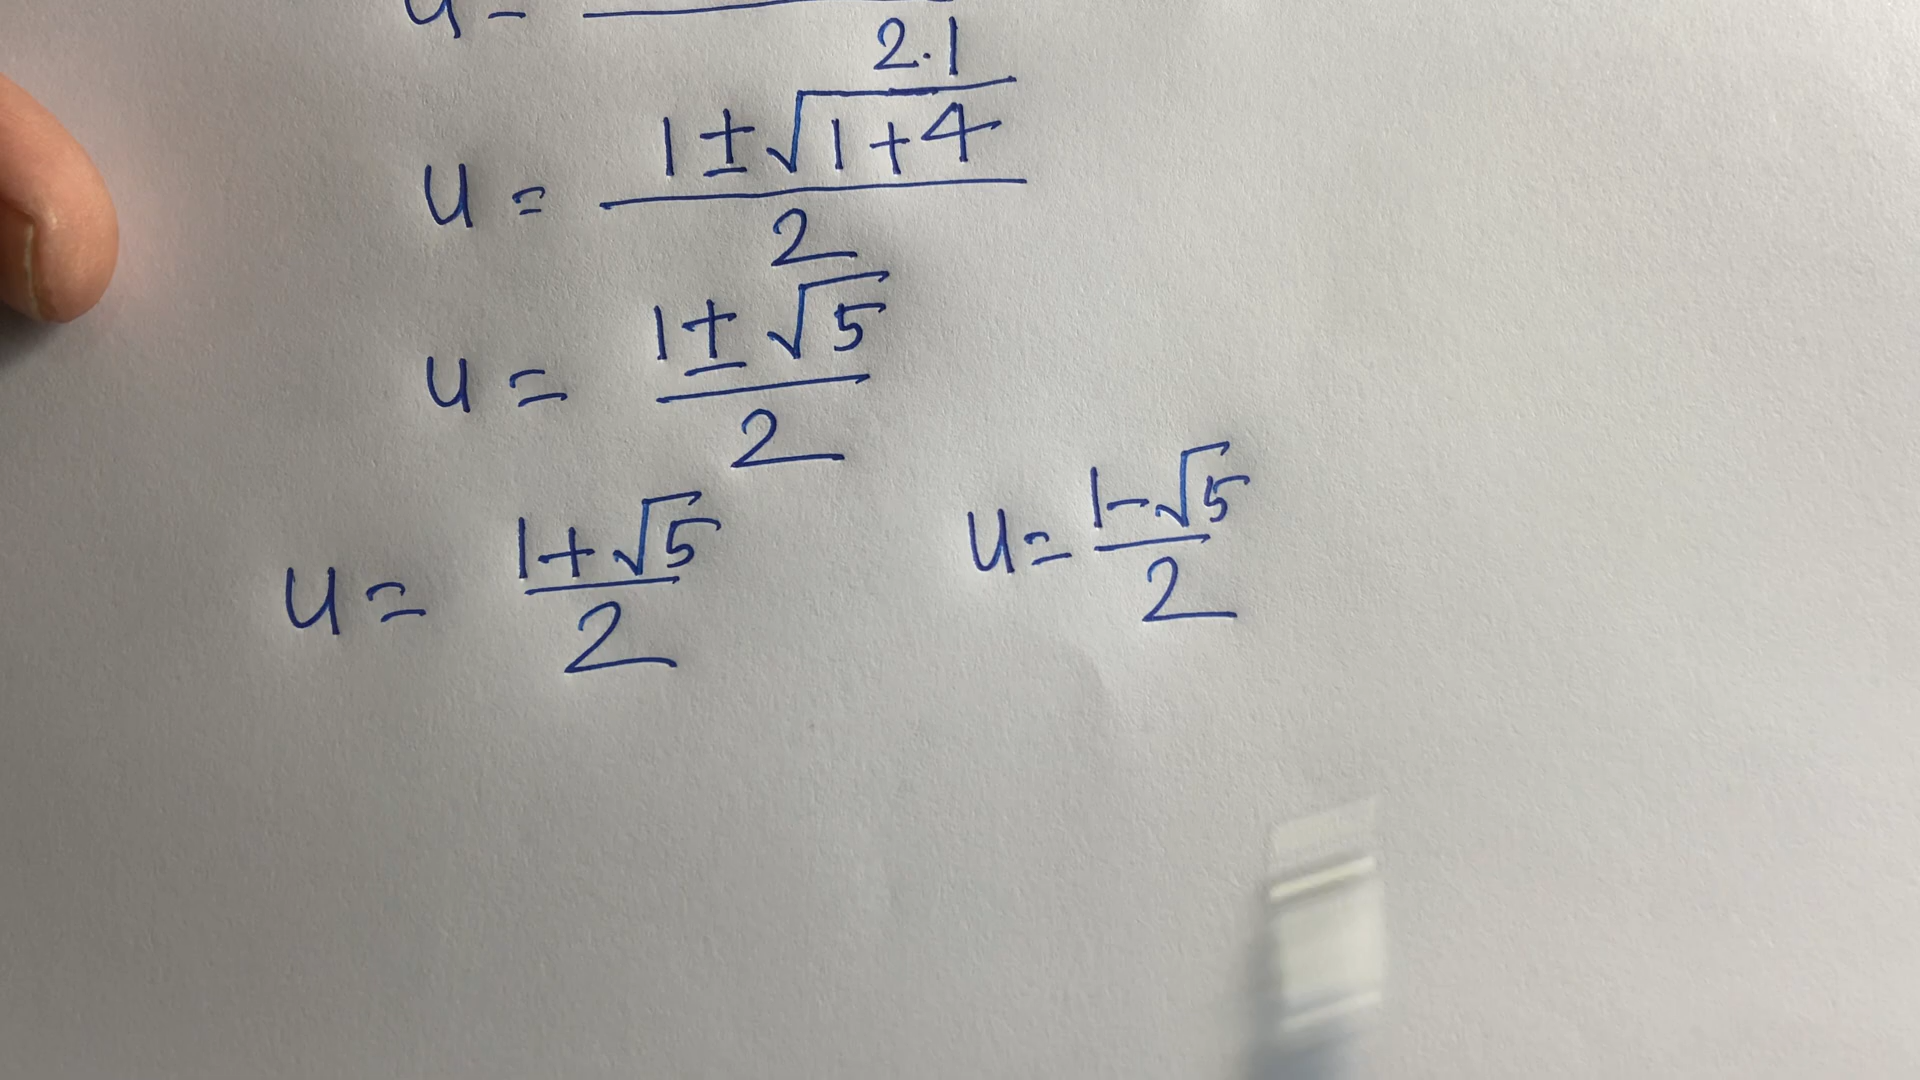 u = 2.1
u = (1 ± √(1+4))/2
u = (1 ± √5)/2
u = (1+√5)/2 u = (1-√5)/2